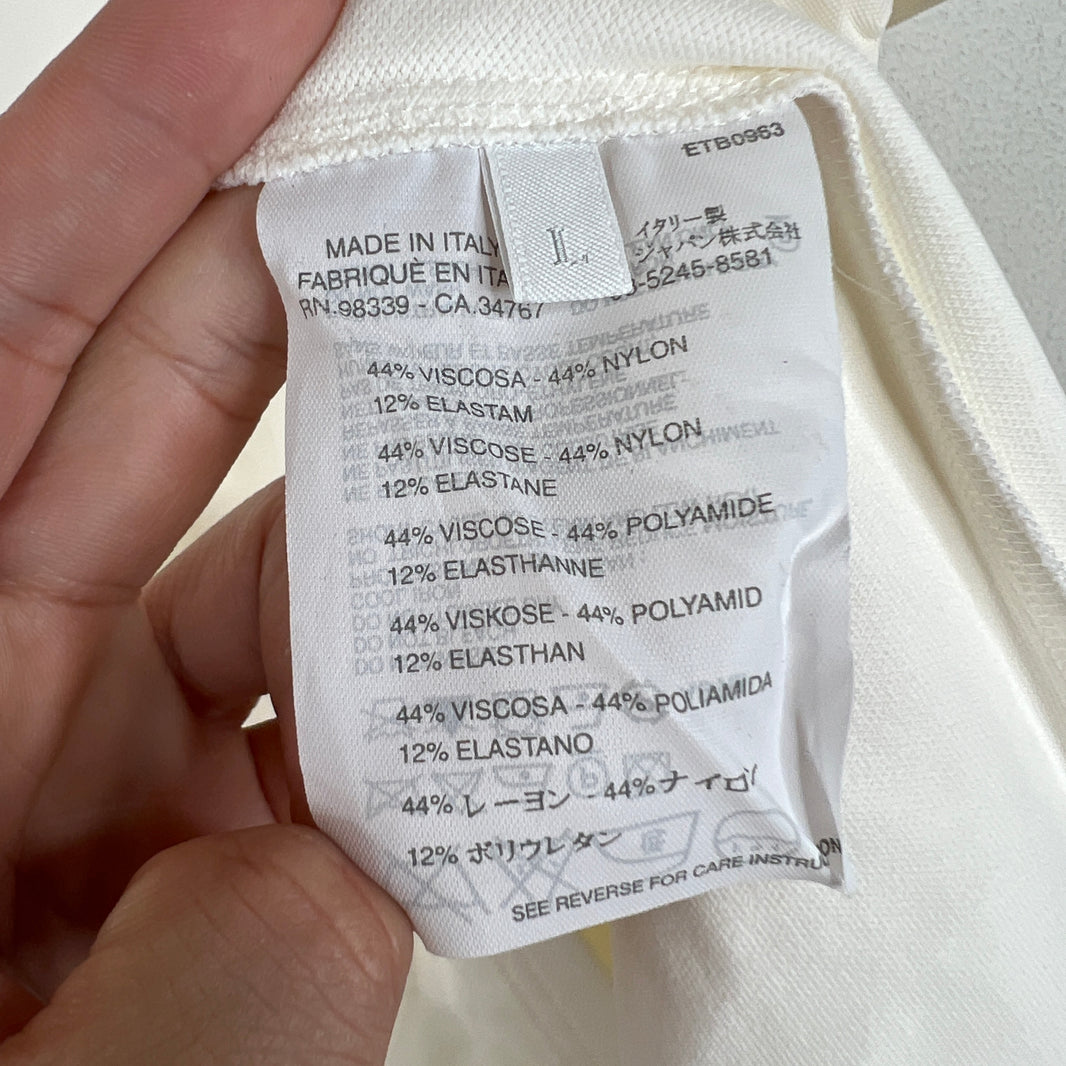 ETB0963
MADE IN ITALY
FABRIQUÈ EN ITA
RN.98339 - CA.34767
イタリー製
ジャパン株式会社
-5245-8581
44% VISCOSA - 44% NYLON
12% ELASTAM
44% VISCOSE - 44% NYLON
12% ELASTANE
44% VISCOSE - 44% POLYAMIDE
12% ELASTHANNE
44% VISKOSE - 44% POLYAMID
12% ELASTHAN
44% VISCOSA - 44% POLIAMIDA
12% ELASTANO
44% レーヨン - 44% ナイロ
12% ポリウレタン
SEE REVERSE FOR CARE INSTRU ON